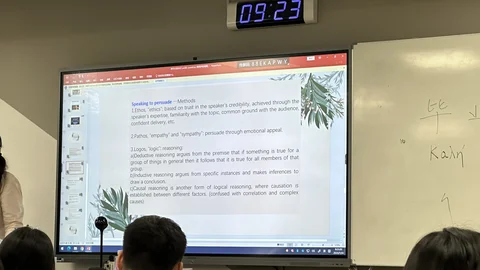 09:23
Speaking to persuade - Methods
1.Ethos, "ethics", based on trust in the speaker's credibility, achieved through the
speaker's expertise, familiarity with the topic, common ground with the audience,
confident delivery, etc.
2.Pathos, "empathy" and "sympathy": persuade through emotional appeal.
3.Logos, "logic": reasoning:
a)Deductive reasoning argues from the premise that if something is true for a
group of things in general then it follows that it is true for all members of that
group.
b)Inductive reasoning argues from specific instances and makes inferences to
draw a conclusion.
c)Causal reasoning is another form of logical reasoning, where causation is
established between different factors. (confused with correlation and complex
causes)
Kain